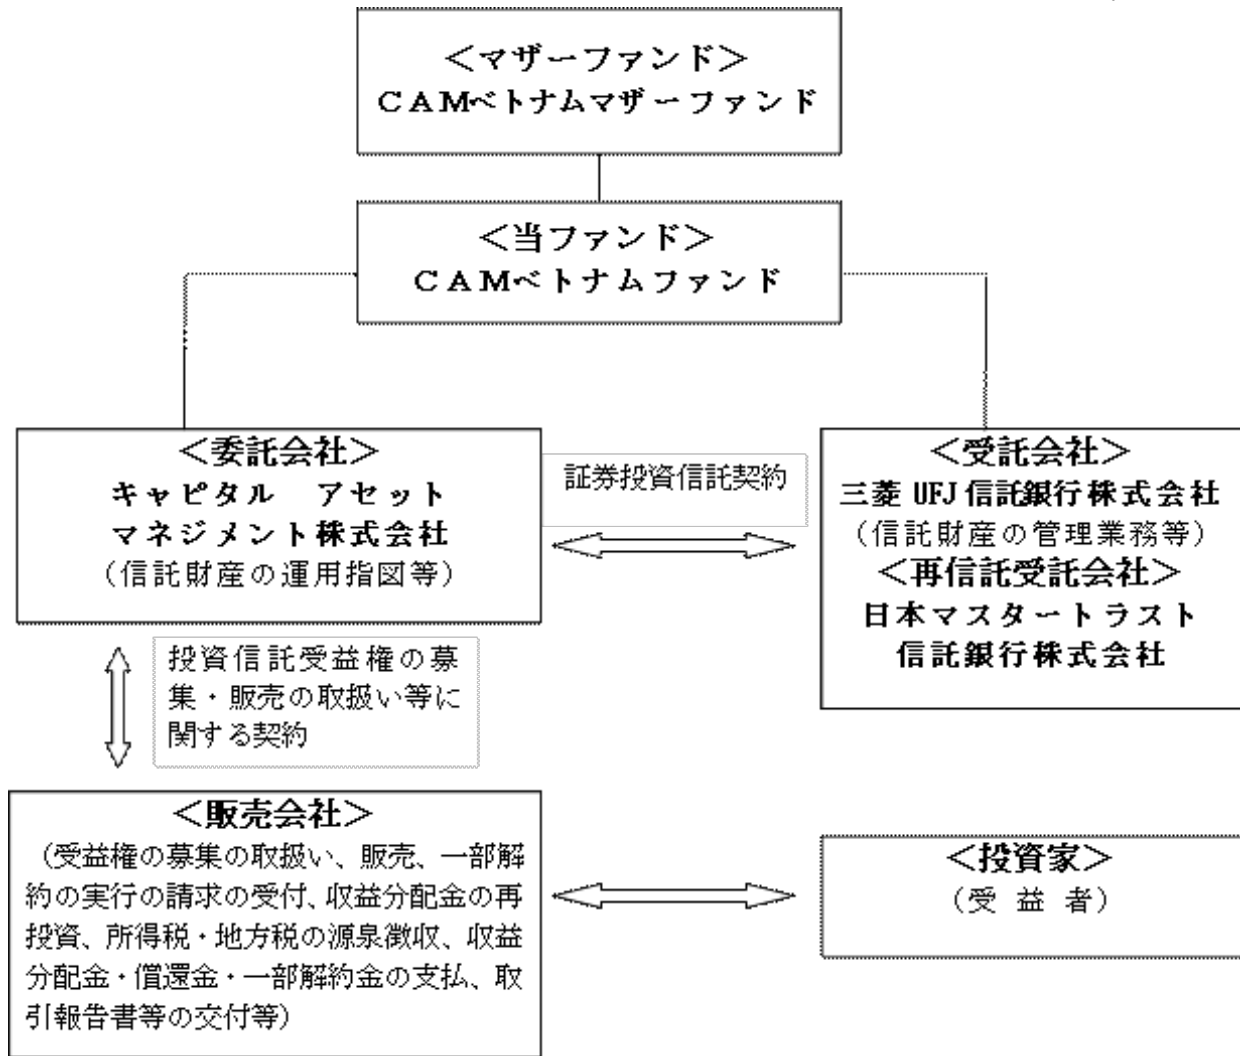 ＜マザーファンド＞
ＣＡＭベトナムマザーファンド
＜当ファンド＞
ＣＡＭベトナムファンド
＜委託会社＞
キャピタル　アセット
マネジメント株式会社
（信託財産の運用指図等）
証券投資信託契約
＜受託会社＞
三菱 UFJ 信託銀行株式会社
（信託財産の管理業務等）
＜再信託受託会社＞
日本マスタートラスト
信託銀行株式会社
投資信託受益権の募
集・販売の取扱い等に
関する契約
＜販売会社＞
（受益権の募集の取扱い、販売、一部解
約の実行の請求の受付、収益分配金の再
投資、所得税・地方税の源泉徴収、収益
分配金・償還金・一部解約金の支払、取
引報告書等の交付等）
＜投資家＞
（受 益 者）